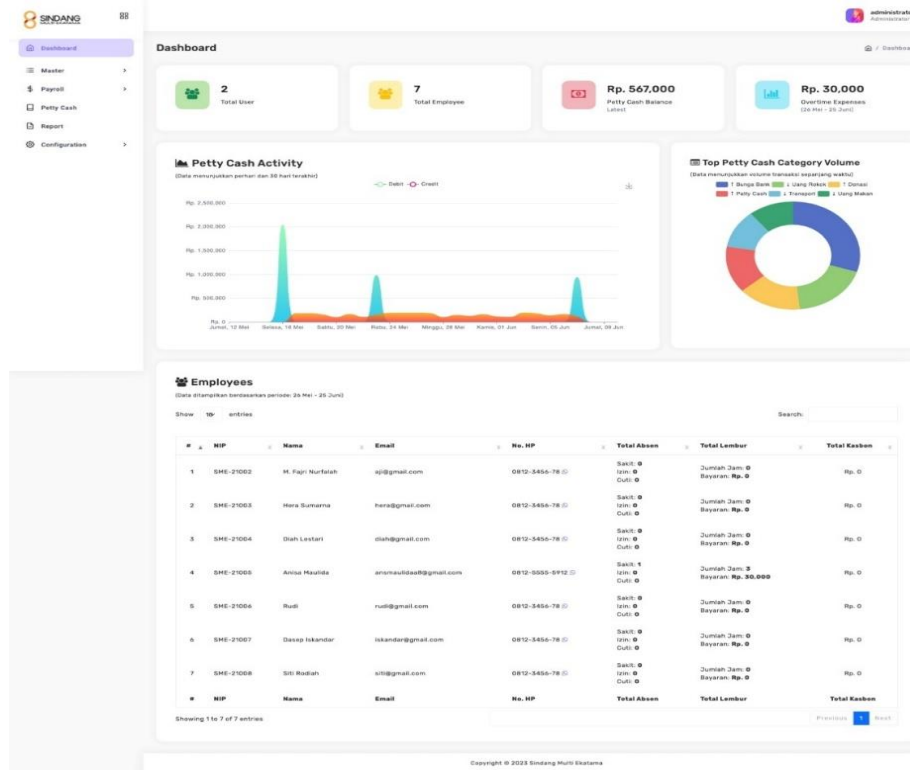 SINDANG
administrat
Administrator
Dashboard
Master
Payroll
Petty Cash
Report
Configuration
Dashboard
/ Dashboa
2
Total User
7
Total Employee
Rp. 567,000
Petty Cash Balance
Latest
Rp. 30,000
Overtime Expenses
(26 Mei - 25 Juni)
Petty Cash Activity
(Data menunjukkan perhari dan 30 hari terakhir)
Debit Credit
Rp. 2,500,000
Rp. 2,000,000
Rp. 1,500,000
Rp. 1,000,000
Rp. 500,000
Rp. 0
Jumat, 12 Mei Selasa, 16 Mei Sabtu, 20 Mei Rabu, 24 Mei Minggu, 28 Mei Kamis, 01 Jun Senin, 05 Jun Jumat, 09 Jun
Top Petty Cash Category Volume
(Data menunjukkan volume transaksi sepanjang waktu)
↑ Bunga Bank ↓ Uang Rokok ↑ Donasi
↑ Petty Cash ↓ Transport ↓ Uang Makan
Employees
(Data ditampilkan berdasarkan periode: 26 Mei - 25 Juni)
Show 10 entries
Search:
# NIP Nama Email No. HP Total Absen Total Lembur Total Kasbon
1 SME-21002 M. Fajri Nurfalah aji@gmail.com 0812-3456-78 Sakit: 0 Izin: 0 Cuti: 0 Jumlah Jam: 0 Bayaran: Rp. 0 Rp. 0
2 SME-21003 Hera Sumarna hera@gmail.com 0812-3456-78 Sakit: 0 Izin: 0 Cuti: 0 Jumlah Jam: 0 Bayaran: Rp. 0 Rp. 0
3 SME-21004 Diah Lestari diah@gmail.com 0812-3456-78 Sakit: 0 Izin: 0 Cuti: 0 Jumlah Jam: 0 Bayaran: Rp. 0 Rp. 0
4 SME-21005 Anisa Maulida ansmaulidaa8@gmail.com 0812-5555-5912 Sakit: 1 Izin: 0 Cuti: 0 Jumlah Jam: 3 Bayaran: Rp. 30.000 Rp. 0
5 SME-21006 Rudi rudi@gmail.com 0812-3456-78 Sakit: 0 Izin: 0 Cuti: 0 Jumlah Jam: 0 Bayaran: Rp. 0 Rp. 0
6 SME-21007 Dasep Iskandar iskandar@gmail.com 0812-3456-78 Sakit: 0 Izin: 0 Cuti: 0 Jumlah Jam: 0 Bayaran: Rp. 0 Rp. 0
7 SME-21008 Siti Rodiah siti@gmail.com 0812-3456-78 Sakit: 0 Izin: 0 Cuti: 0 Jumlah Jam: 0 Bayaran: Rp. 0 Rp. 0
# NIP Nama Email No. HP Total Absen Total Lembur Total Kasbon
Showing 1 to 7 of 7 entries
Previous 1 Next
Copyright © 2023 Sindang Multi Ekatama